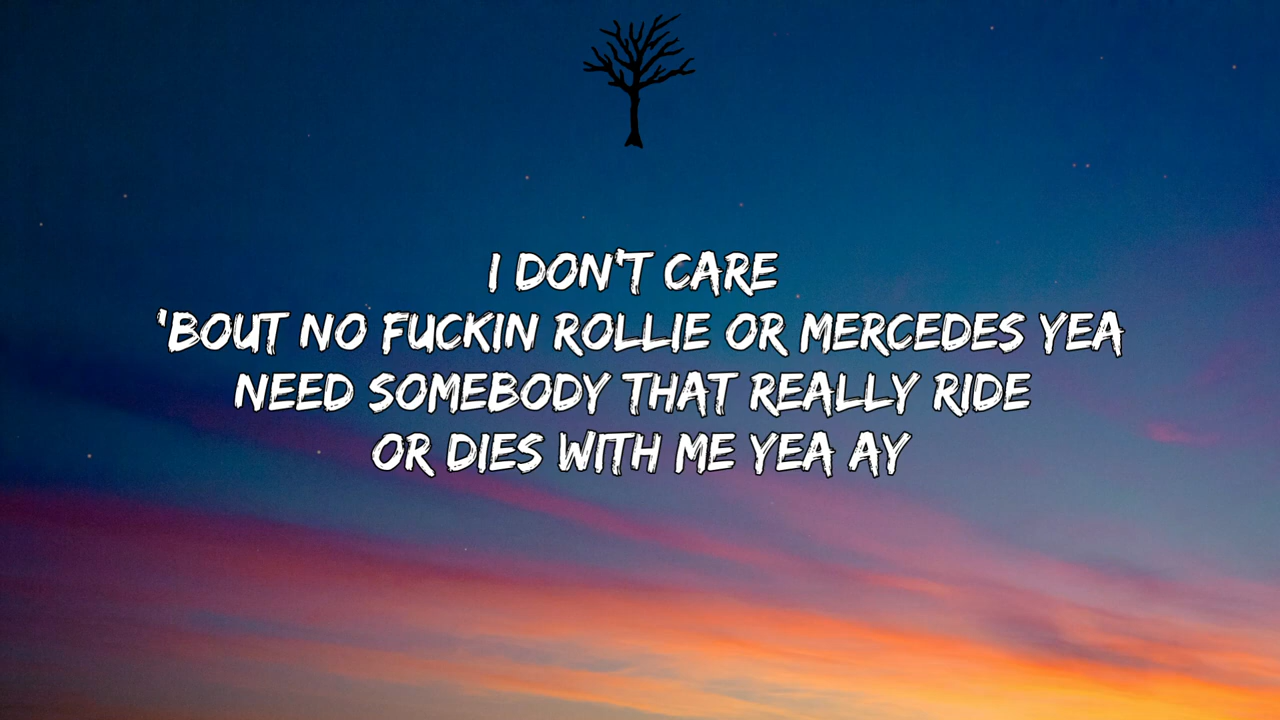 I DON'T CARE
'BOUT NO FUCKIN ROLLIE OR MERCEDES YEA
NEED SOMEBODY THAT REALLY RIDE
OR DIES WITH ME YEA AY